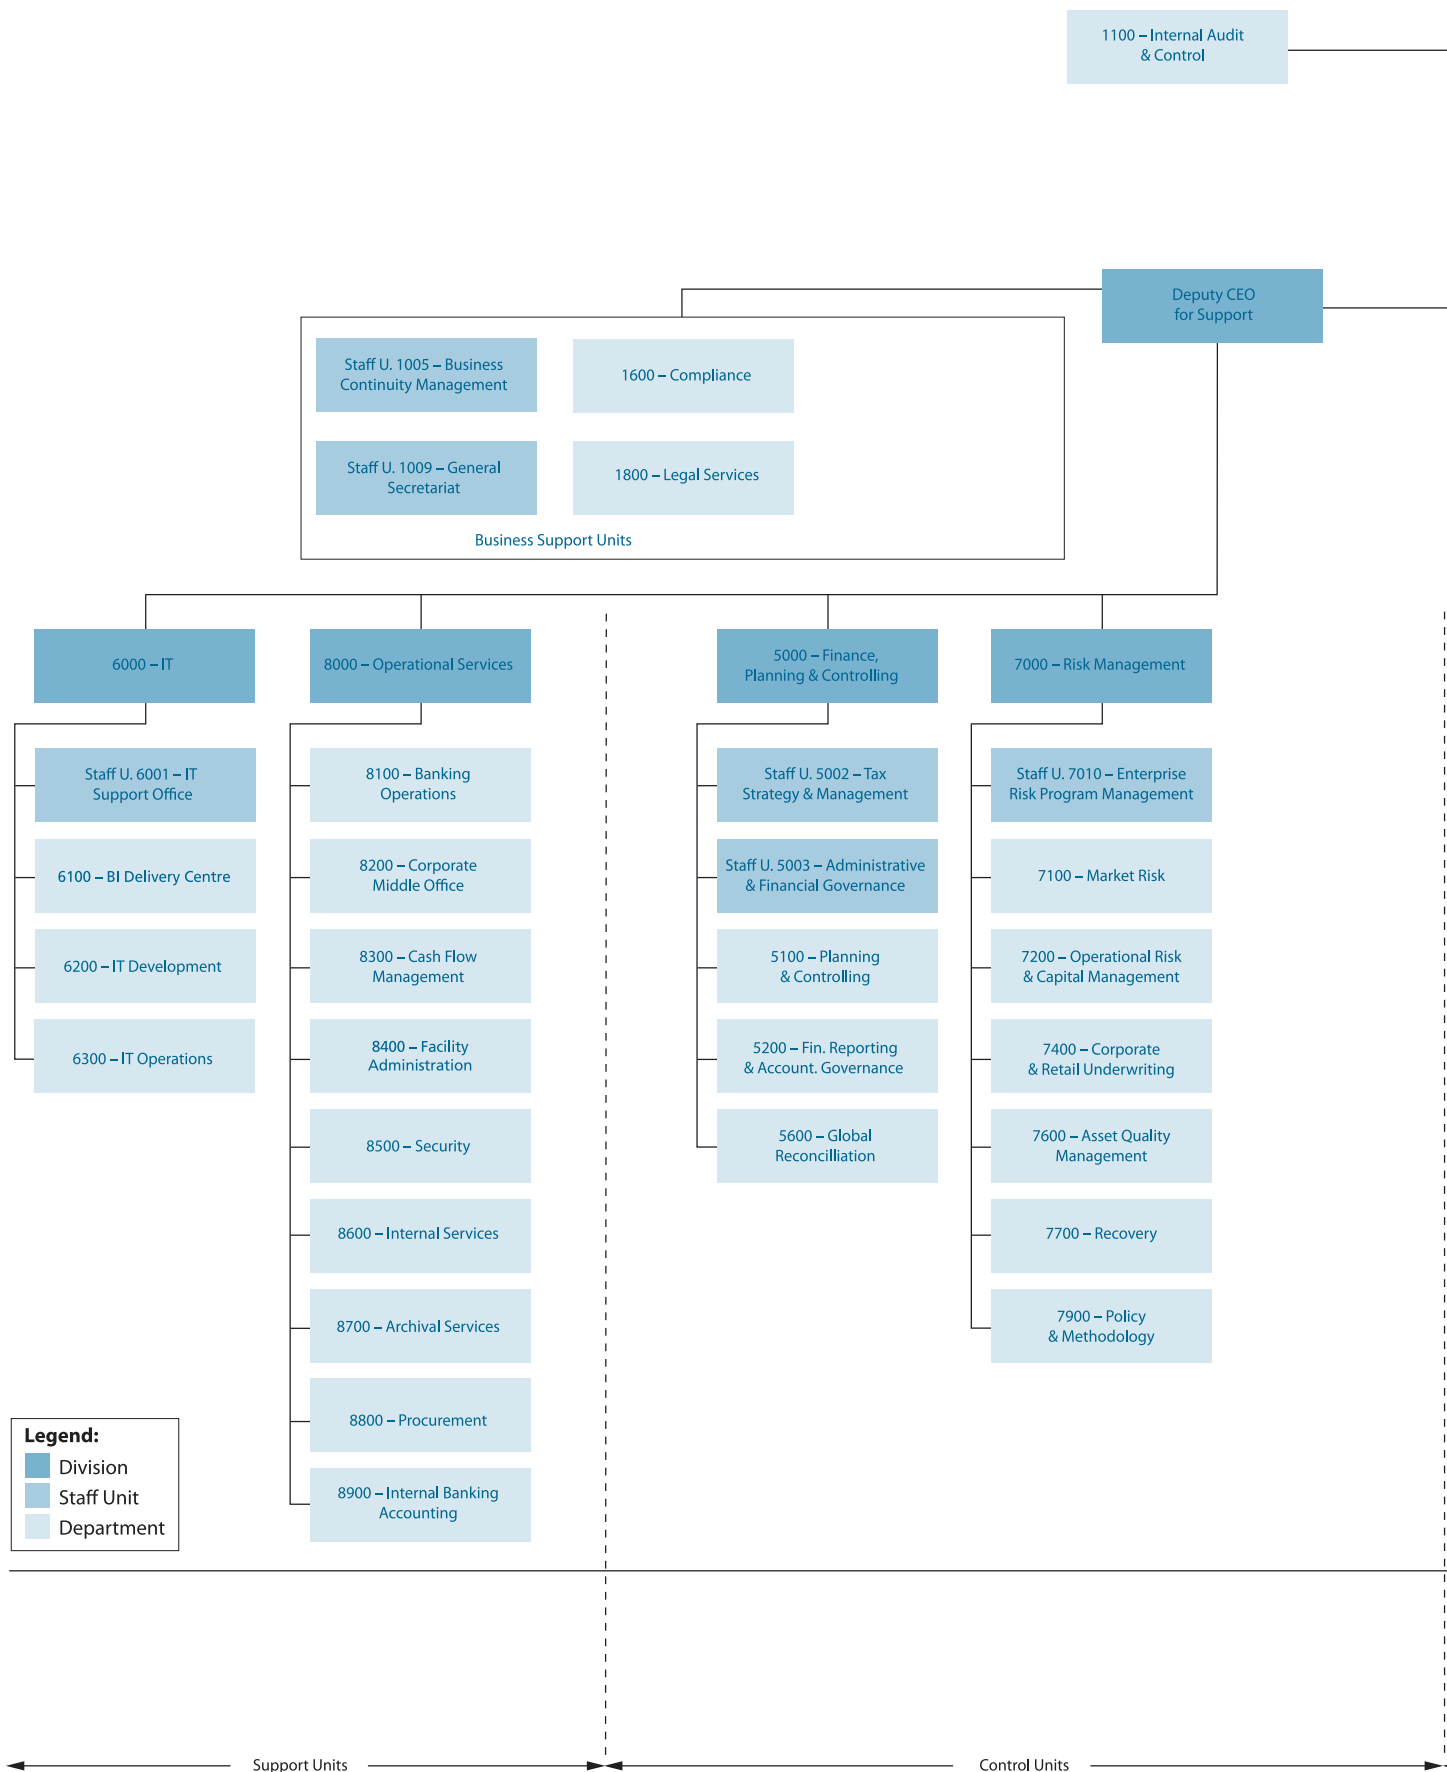 1100 – Internal Audit
& Control
Deputy CEO
for Support
Staff U. 1005 – Business
Continuity Management
1600 – Compliance
Staff U. 1009 – General
Secretariat
1800 – Legal Services
Business Support Units
6000 – IT
8000 – Operational Services
5000 – Finance,
Planning & Controlling
7000 – Risk Management
Staff U. 6001 – IT
Support Office
6100 – BI Delivery Centre
6200 – IT Development
6300 – IT Operations
8100 – Banking
Operations
8200 – Corporate
Middle Office
8300 – Cash Flow
Management
8400 – Facility
Administration
8500 – Security
8600 – Internal Services
8700 – Archival Services
8800 – Procurement
8900 – Internal Banking
Accounting
Staff U. 5002 – Tax
Strategy & Management
Staff U. 5003 – Administrative
& Financial Governance
5100 – Planning
& Controlling
5200 – Fin. Reporting
& Account. Governance
5600 – Global
Reconcilliation
Staff U. 7010 – Enterprise
Risk Program Management
7100 – Market Risk
7200 – Operational Risk
& Capital Management
7400 – Corporate
& Retail Underwriting
7600 – Asset Quality
Management
7700 – Recovery
7900 – Policy
& Methodology
Legend:
Division
Staff Unit
Department
Support Units
Control Units